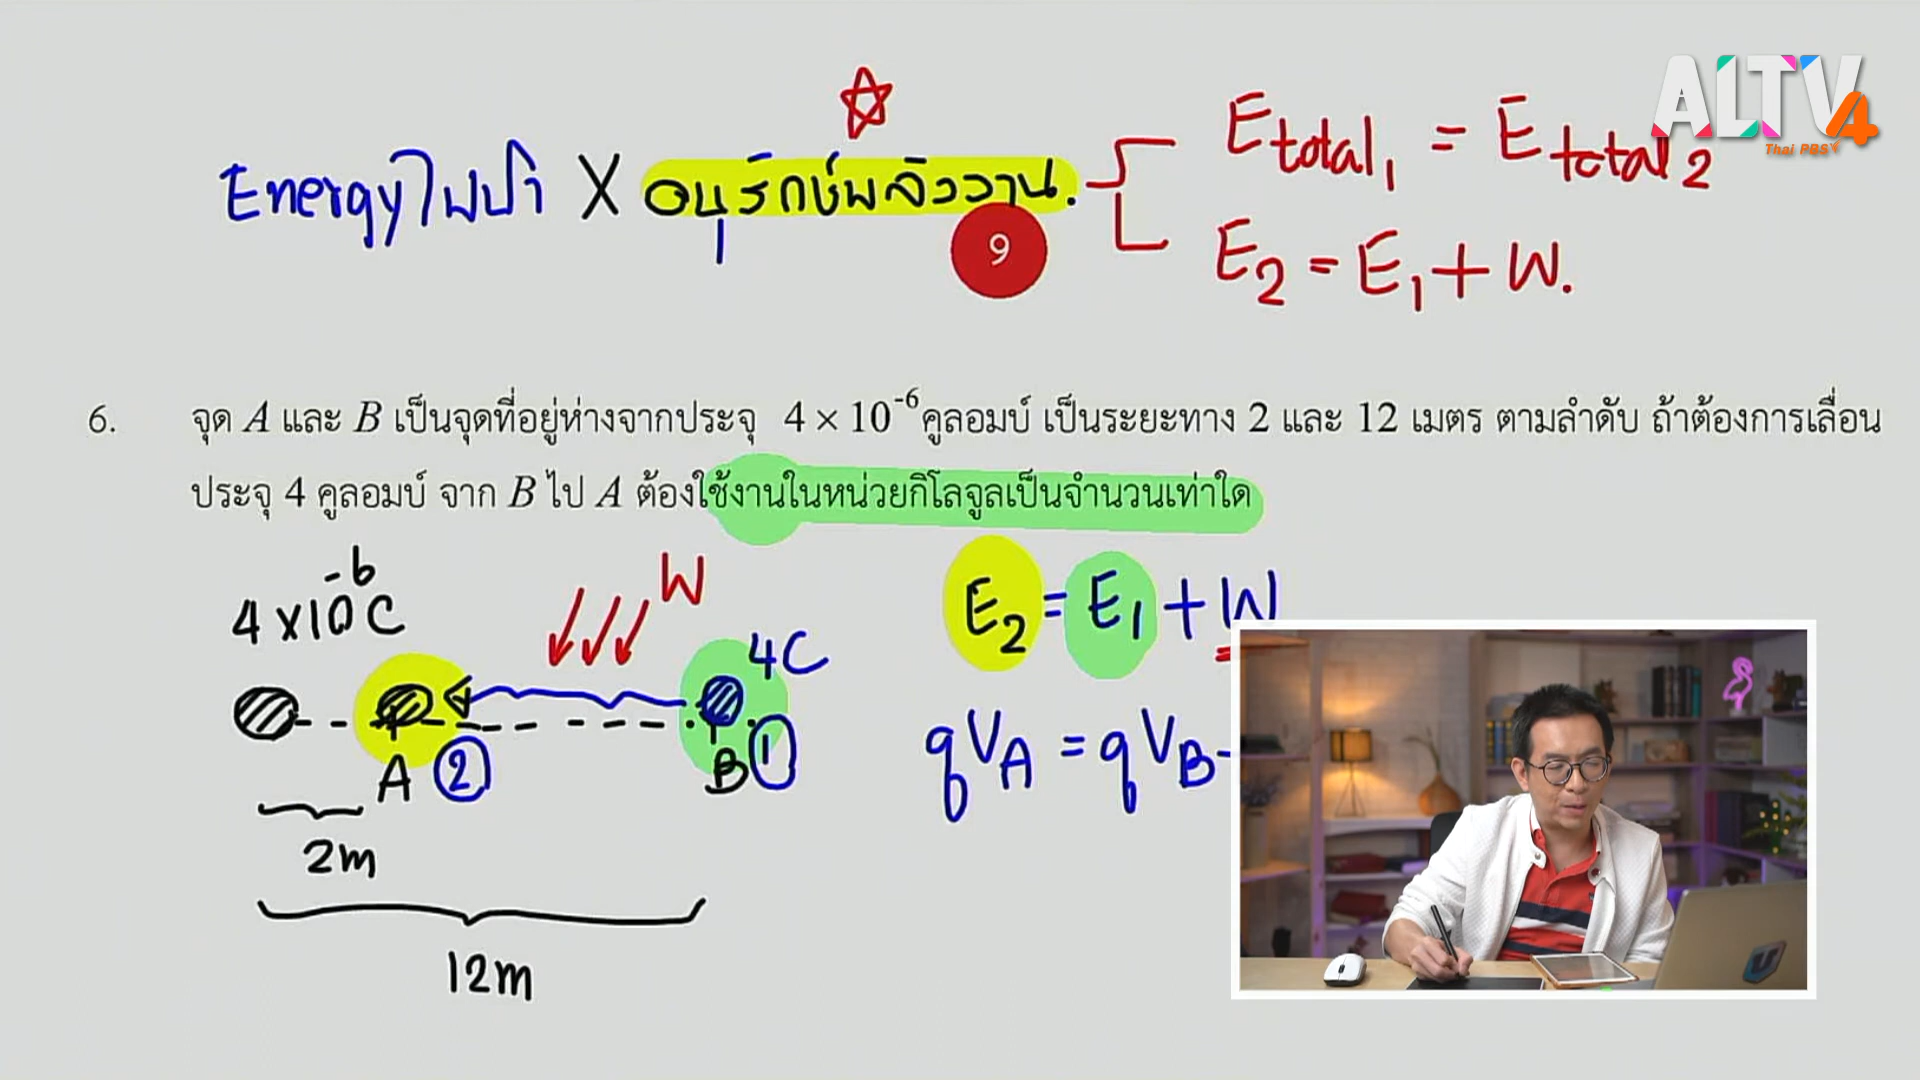 ALTV4
Thai PBS
☆
Energyไฟฟ้า X อนุรักษ์พลังงาน.
E total₁ = E total 2
E₂ = E₁ + W.
9
6. จุด A และ B เป็นจุดที่อยู่ห่างจากประจุ 4 × 10⁻⁶คูลอมบ์ เป็นระยะทาง 2 และ 12 เมตร ตามลำดับ ถ้าต้องการเลื่อน
ประจุ 4 คูลอมบ์ จาก B ไป A ต้องใช้งานในหน่วยกิโลจูลเป็นจำนวนเท่าใด
4 x10⁻⁶ C
W
4C
A ②
B ①
2m
12m
E₂ = E₁ + W
qVA = qVB